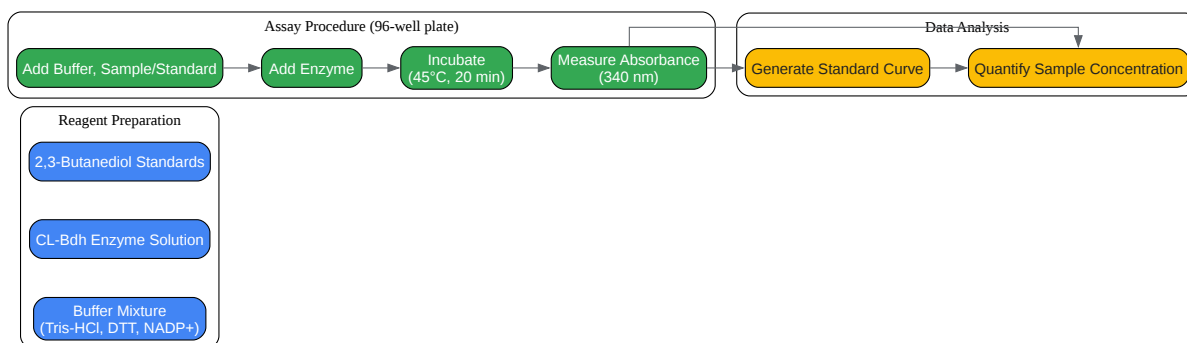 Assay Procedure (96-well plate)
Add Buffer, Sample/Standard
Add Enzyme
Incubate
(45°C, 20 min)
Measure Absorbance
(340 nm)
Data Analysis
Generate Standard Curve
Quantify Sample Concentration
Reagent Preparation
2,3-Butanediol Standards
CL-Bdh Enzyme Solution
Buffer Mixture
(Tris-HCl, DTT, NADP+)